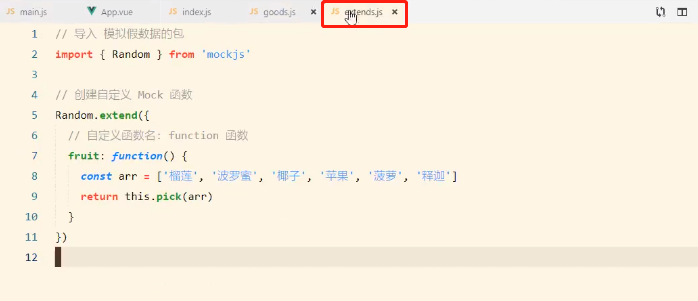 JS main.js App.vue JS index.js JS goods.js × JS extends.js ×
1 // 导入 模拟假数据的包
2 import { Random } from 'mockjs'
3
4 // 创建自定义 Mock 函数
5 Random.extend({
6 // 自定义函数名: function 函数
7 fruit: function() {
8 const arr = ['榴莲', '波罗蜜', '椰子', '苹果', '菠萝', '释迦']
9 return this.pick(arr)
10 }
11 })
12